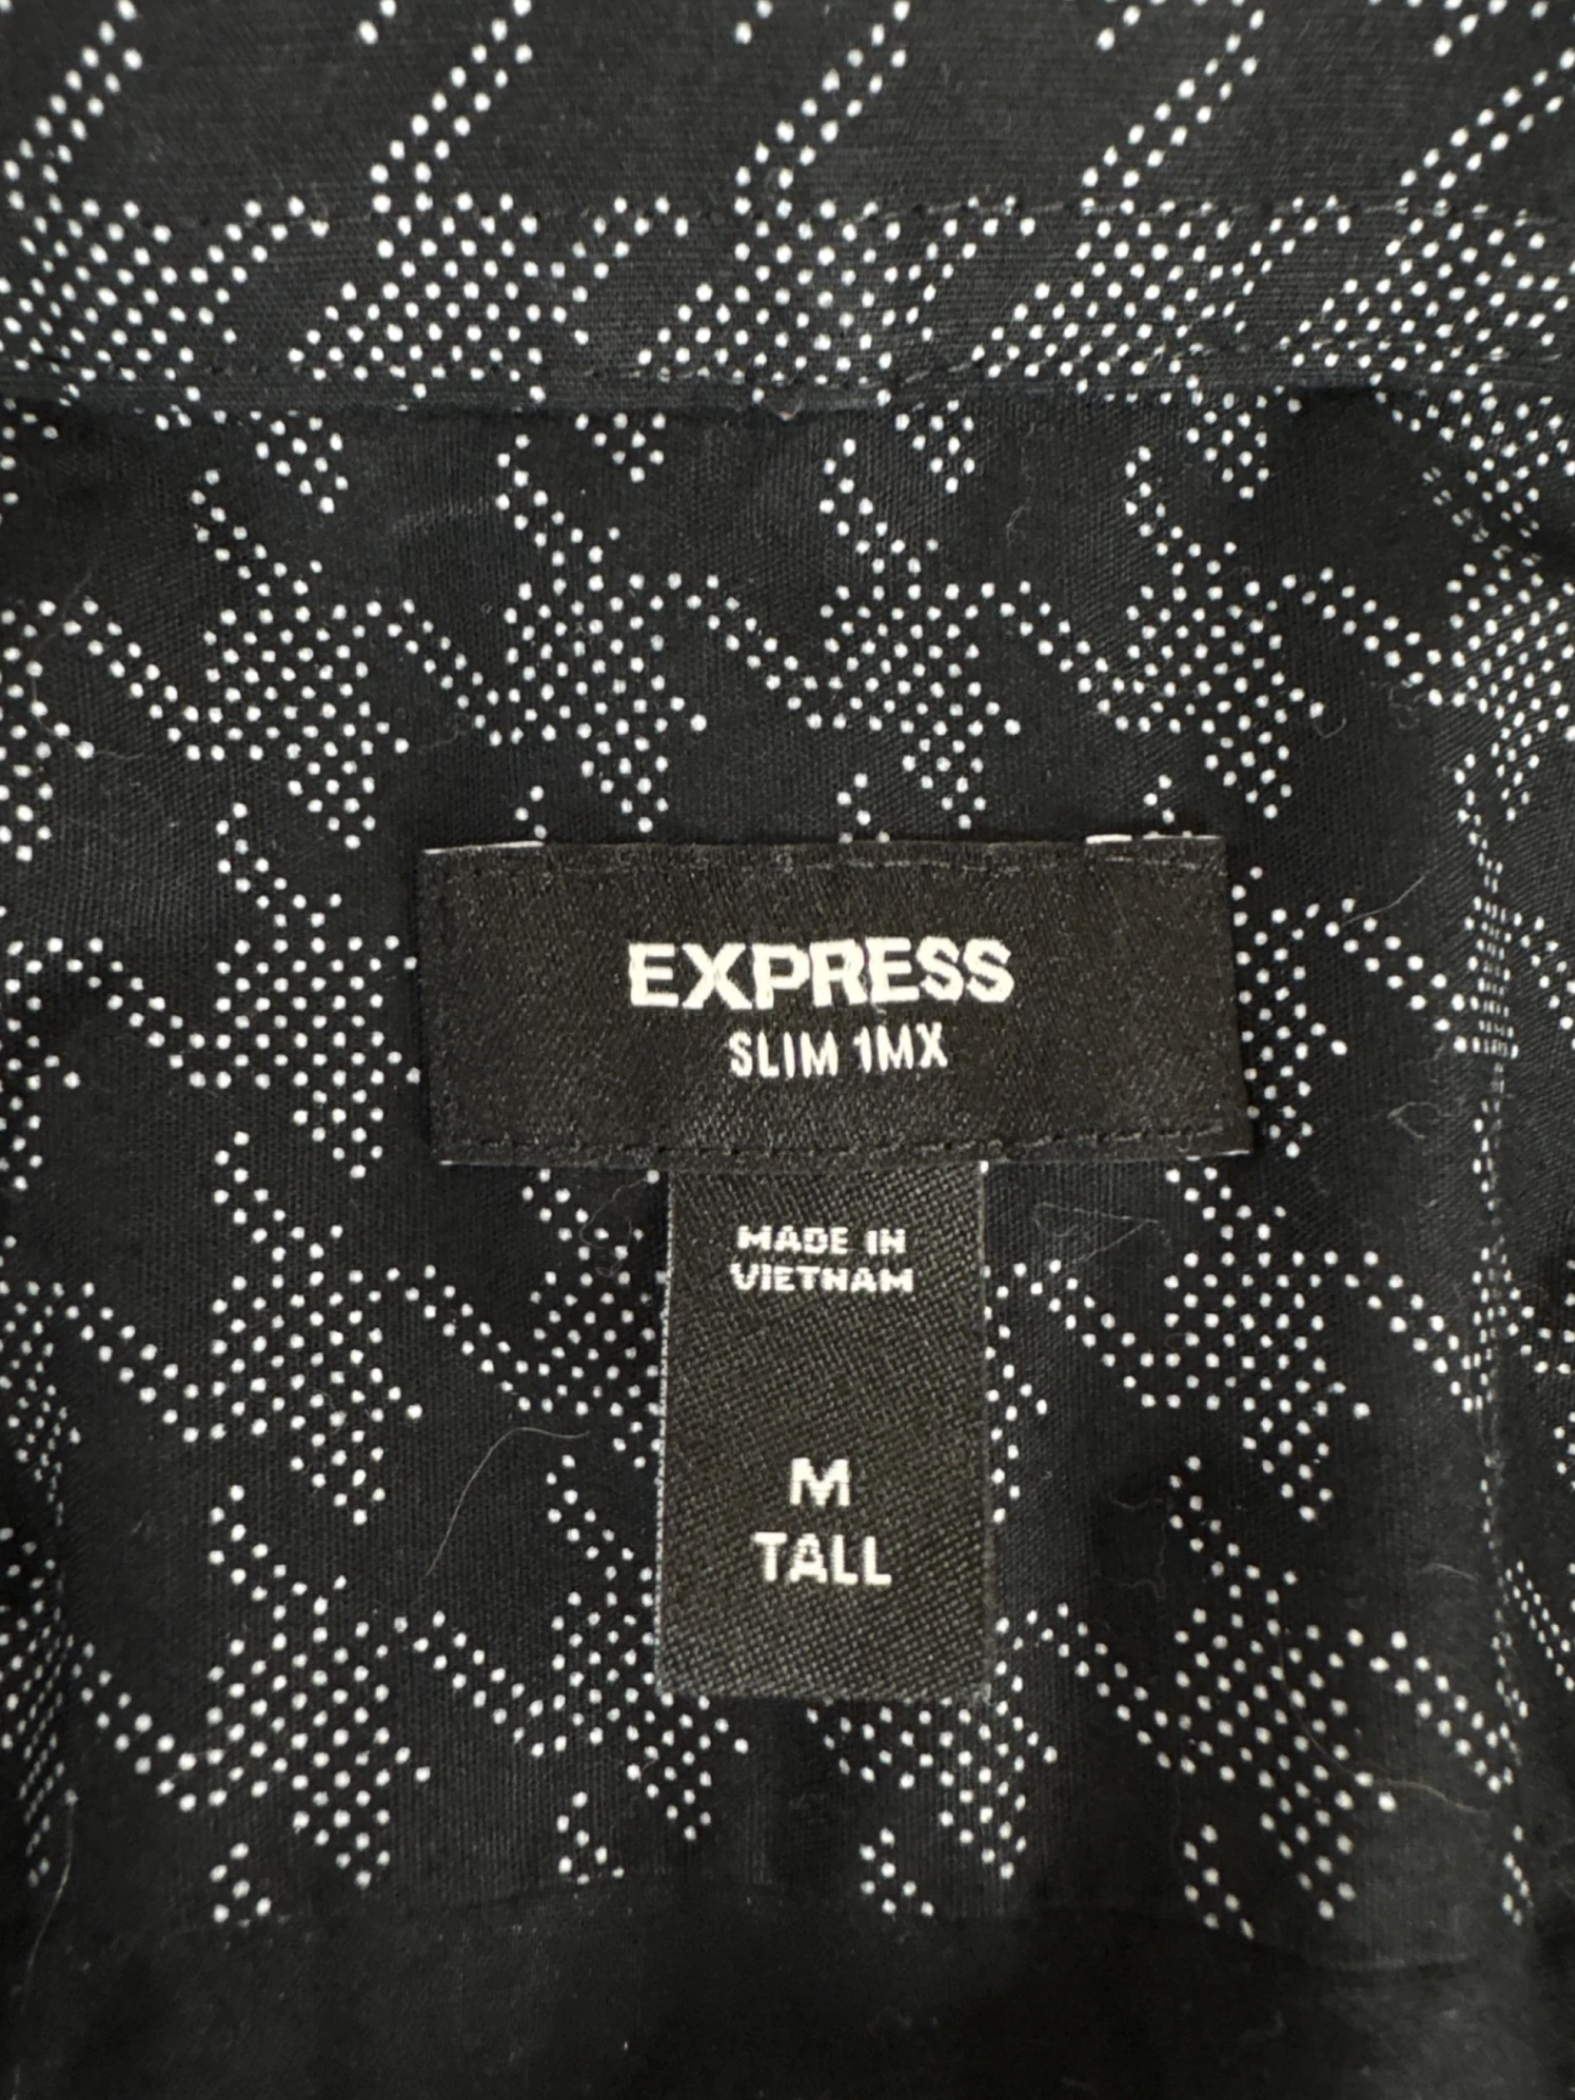 EXPRESS
SLIM 1MX
MADE IN
VIETNAM
M
TALL